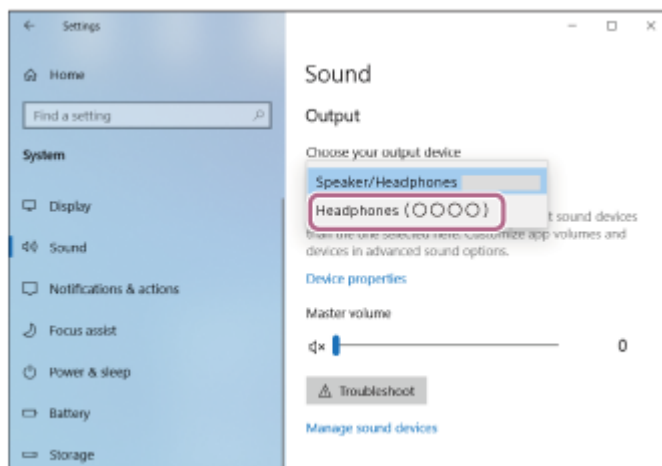 Settings
Home
Find a setting
System
Display
Sound
Notifications & actions
Focus assist
Power & sleep
Battery
Storage
Sound
Output
Choose your output device
Speaker/Headphones
Headphones (○○○○)
t sound devices
than the one selected here. Customize app volumes and
devices in advanced sound options.
Device properties
Master volume
0
Troubleshoot
Manage sound devices